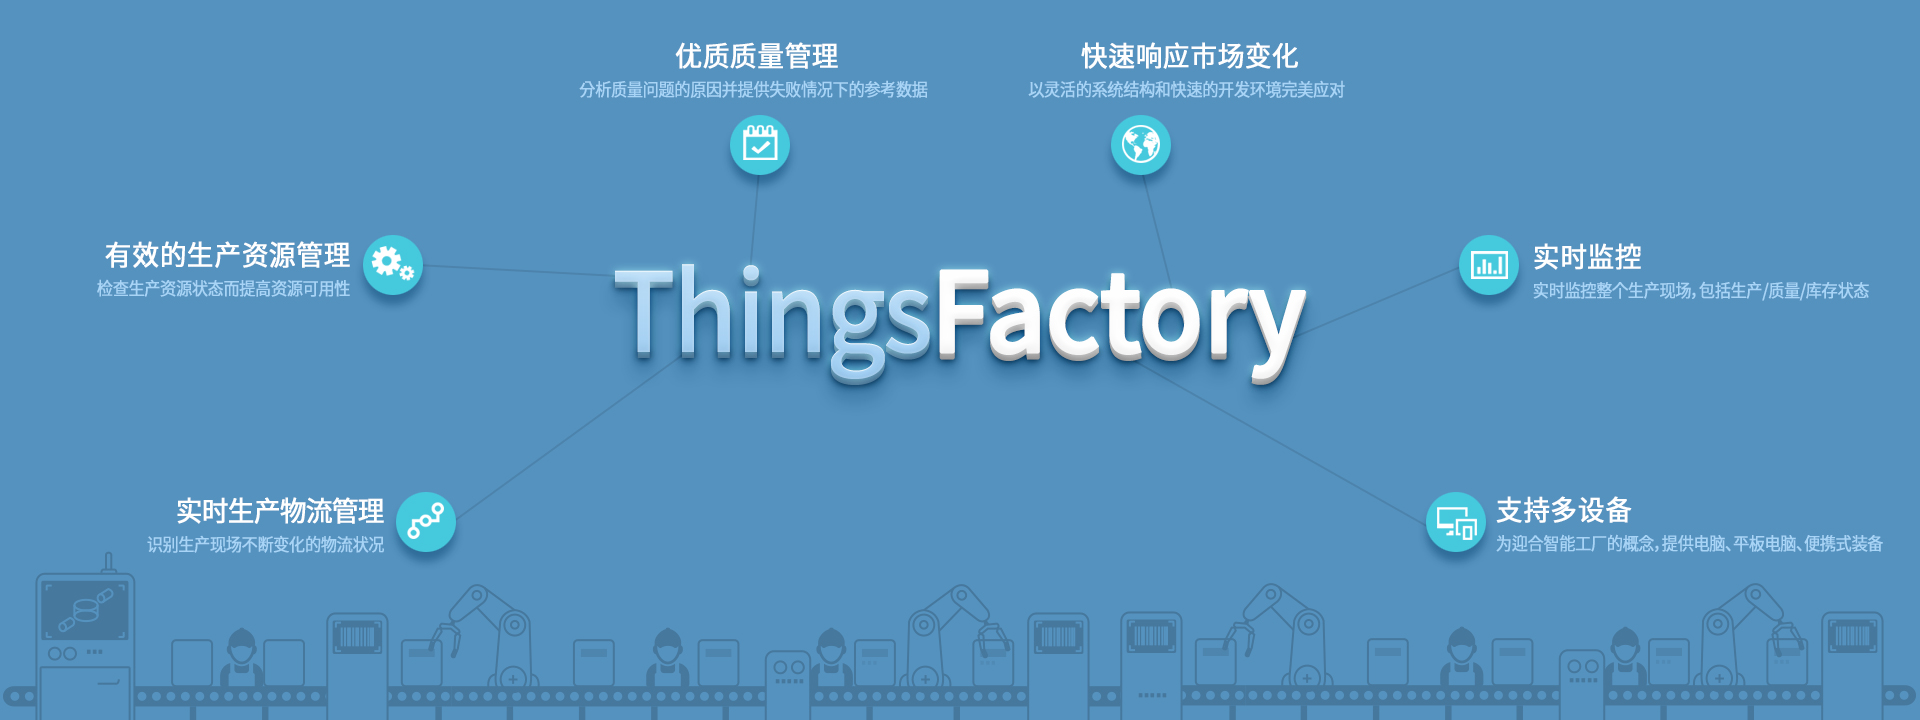 优质质量管理
分析质量问题的原因并提供失败情况下的参考数据
快速响应市场变化
以灵活的系统结构和快速的开发环境完美应对
有效的生产资源管理
检查生产资源状态而提高资源可用性
实时监控
实时监控整个生产现场, 包括生产/质量/库存状态
ThingsFactory
实时生产物流管理
识别生产现场不断变化的物流状况
支持多设备
为迎合智能工厂的概念, 提供电脑、平板电脑、便携式装备